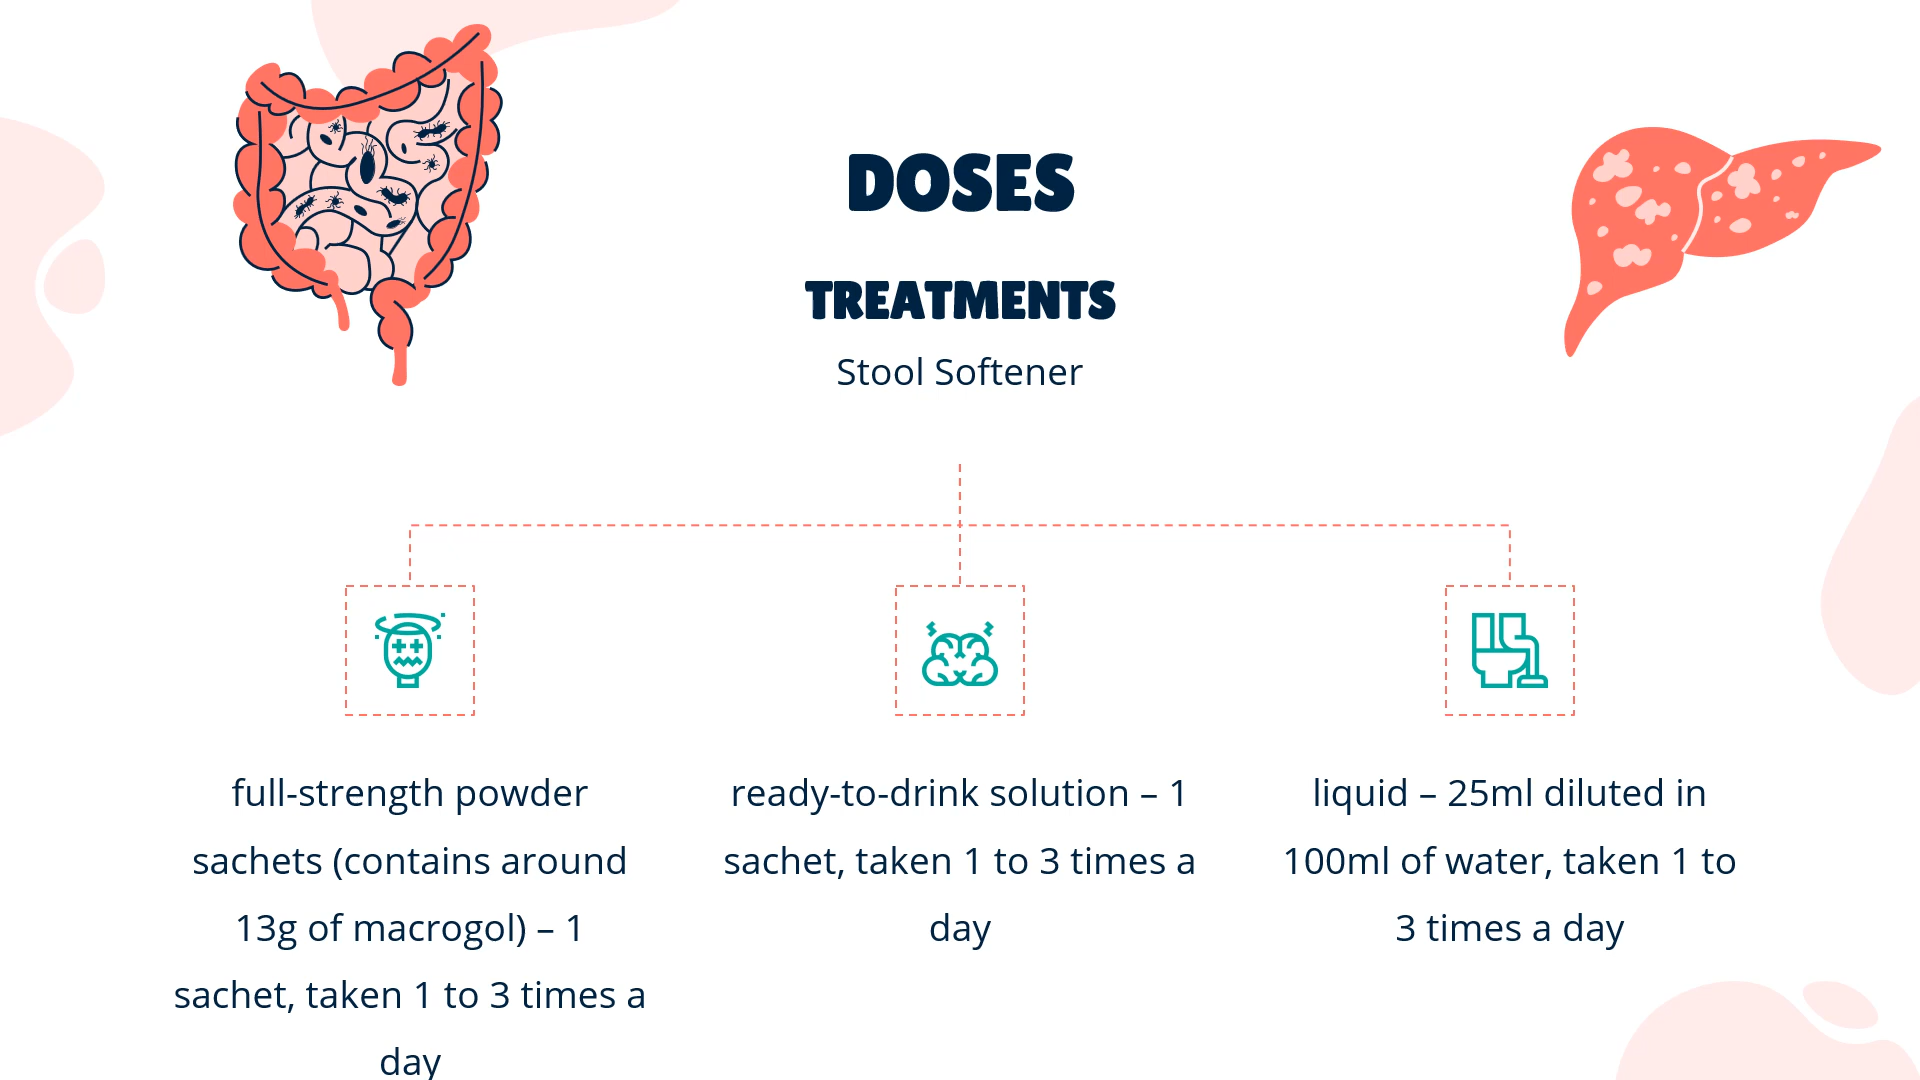 DOSES
TREATMENTS
Stool Softener
full-strength powder
sachets (contains around
13g of macrogol) – 1
sachet, taken 1 to 3 times a
day
ready-to-drink solution – 1
sachet, taken 1 to 3 times a
day
liquid – 25ml diluted in
100ml of water, taken 1 to
3 times a day